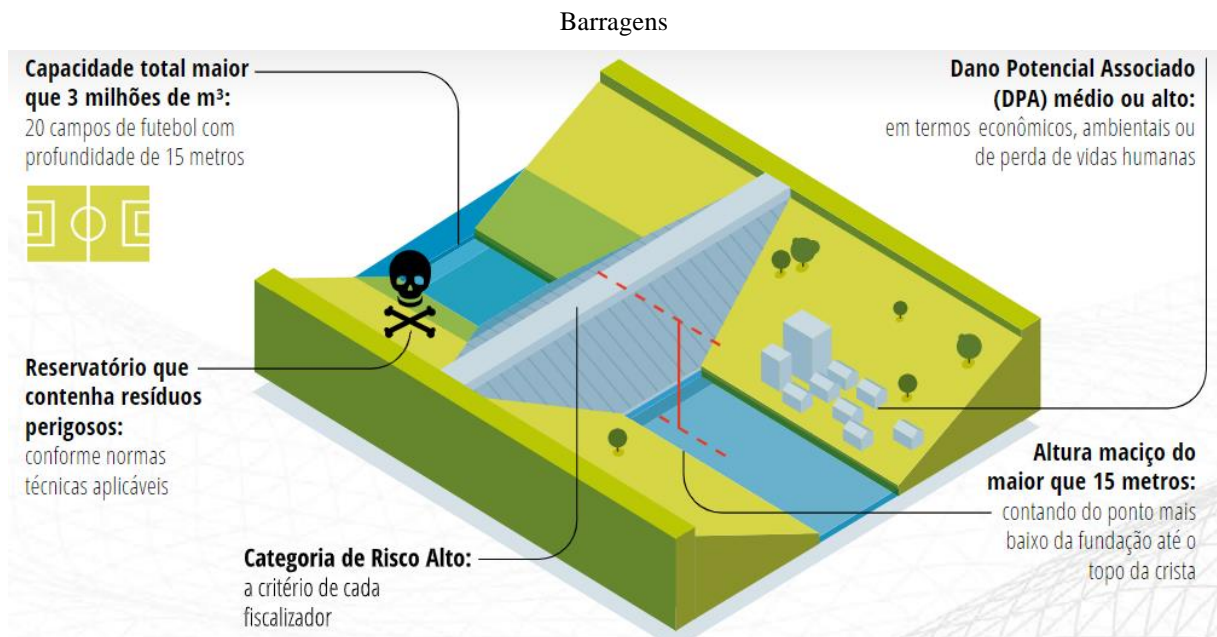 Barragens
Capacidade total maior
que 3 milhões de m³:
20 campos de futebol com
profundidade de 15 metros
Dano Potencial Associado
(DPA) médio ou alto:
em termos econômicos, ambientais ou
de perda de vidas humanas
Reservatório que
contenha resíduos
perigosos:
conforme normas
técnicas aplicáveis
Altura maciço do
maior que 15 metros:
contando do ponto mais
baixo da fundação até o
topo da crista
Categoria de Risco Alto:
a critério de cada
fiscalizador